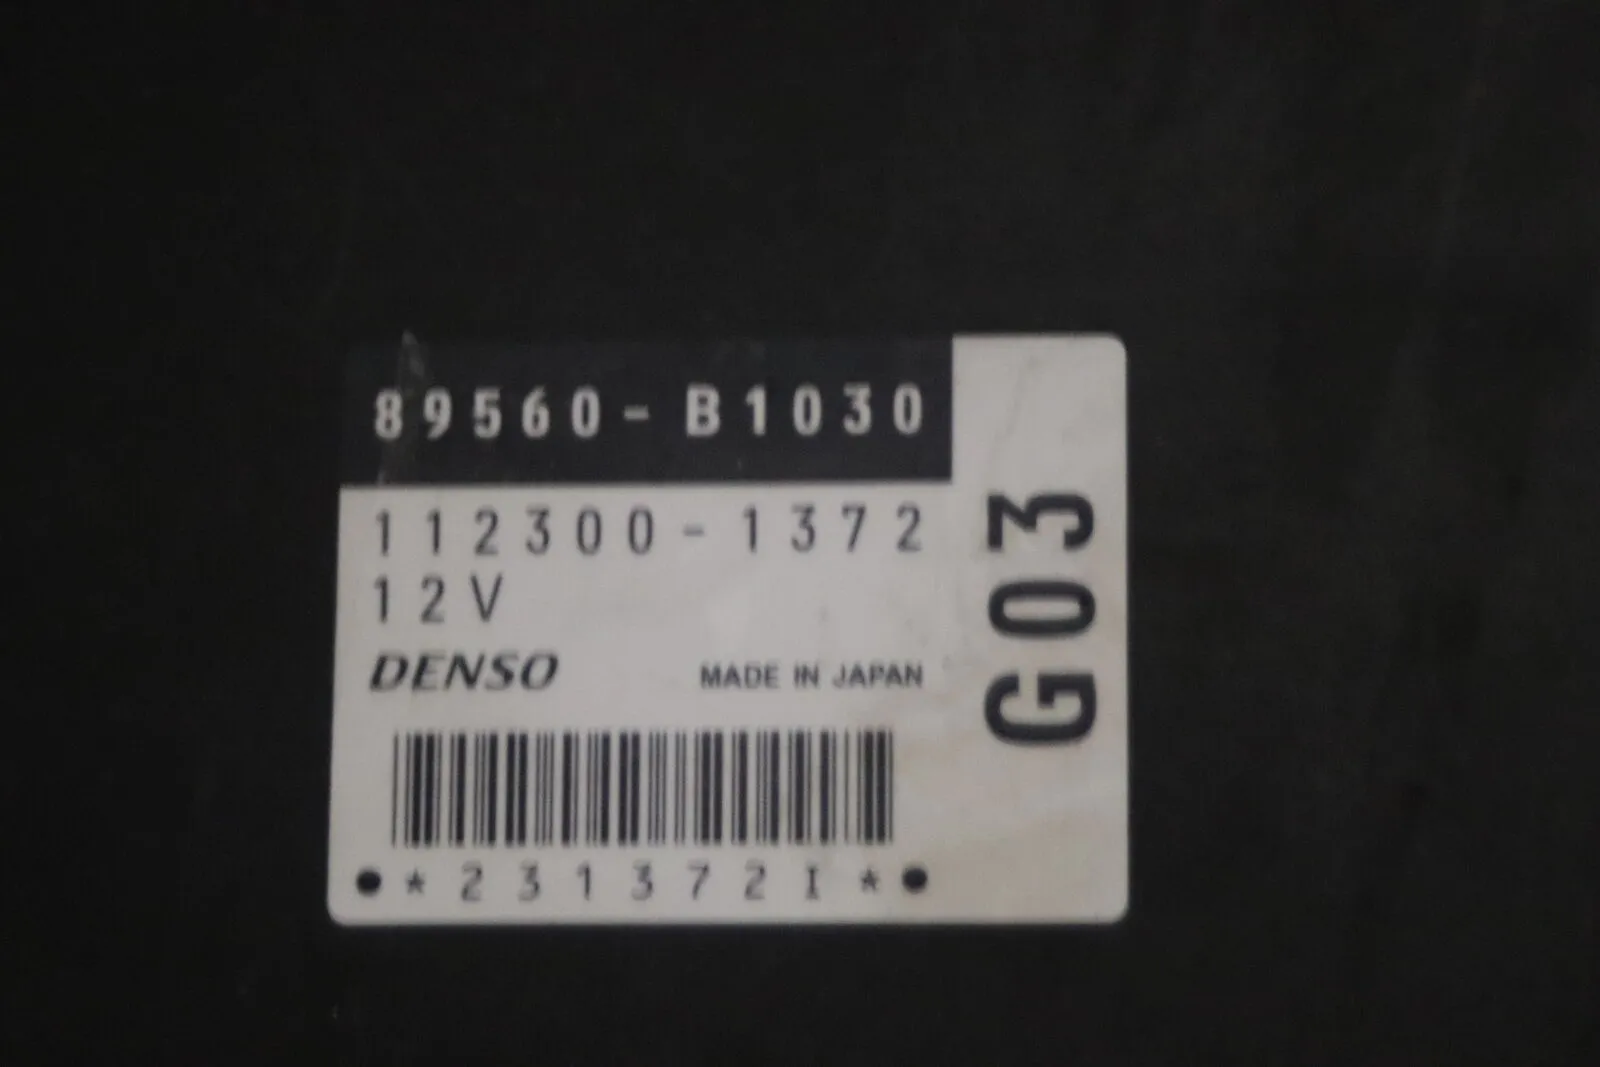 89560-B1030
112300-1372
12V
DENSO MADE IN JAPAN
*231372I*
G03